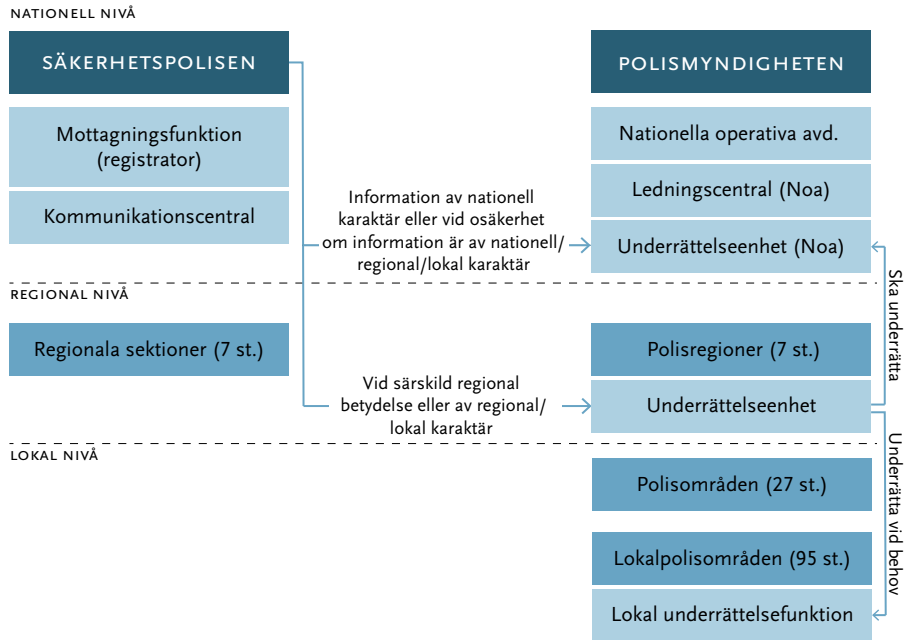 NATIONELL NIVÅ
SÄKERHETSPOLISEN
POLISMYNDIGHETEN
Mottagningsfunktion
(registrator)
Kommunikationscentral
Nationella operativa avd.
Ledningscentral (Noa)
Underrättelseenhet (Noa)
Information av nationell
karaktär eller vid osäkerhet
om information är av nationell/
regional/lokal karaktär
Ska underrätta
REGIONAL NIVÅ
Regionala sektioner (7 st.)
Polisregioner (7 st.)
Underrättelseenhet
Vid särskild regional
betydelse eller av regional/
lokal karaktär
Underrätta vid behov
LOKAL NIVÅ
Polisområden (27 st.)
Lokalpolisområden (95 st.)
Lokal underrättelsefunktion